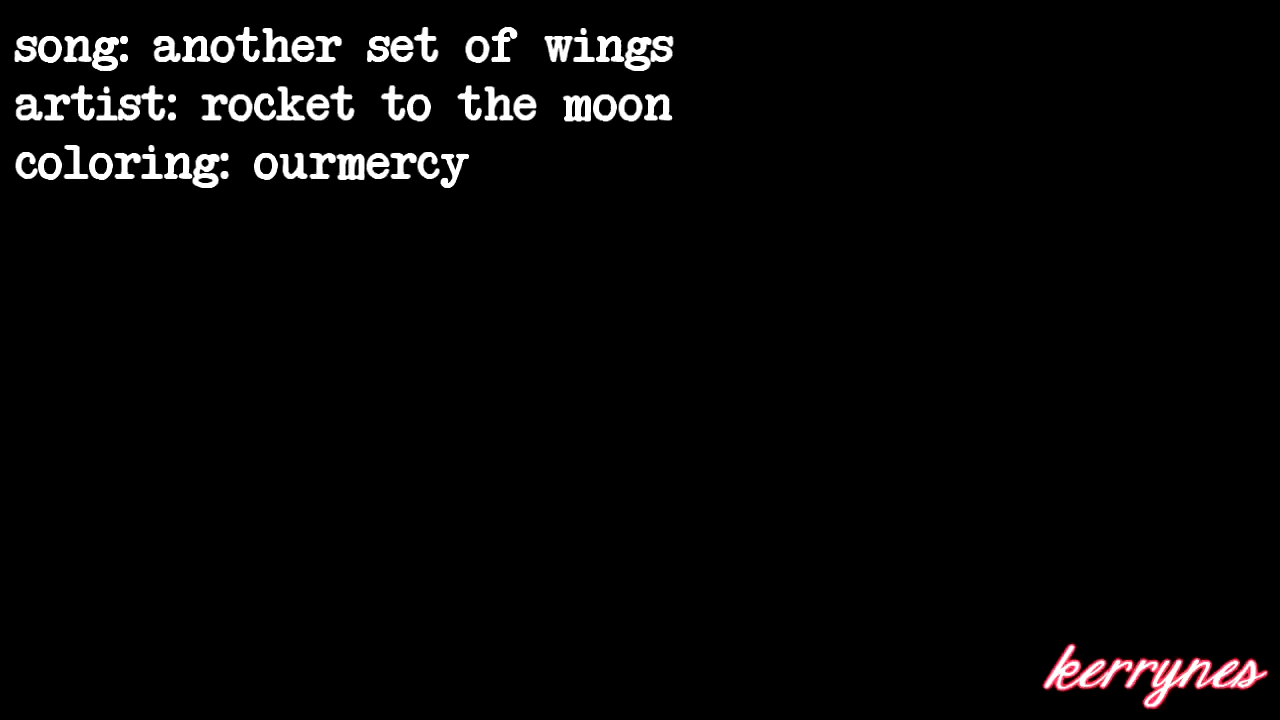 song: another set of wings
artist: rocket to the moon
coloring: ourmercy
kerrynes